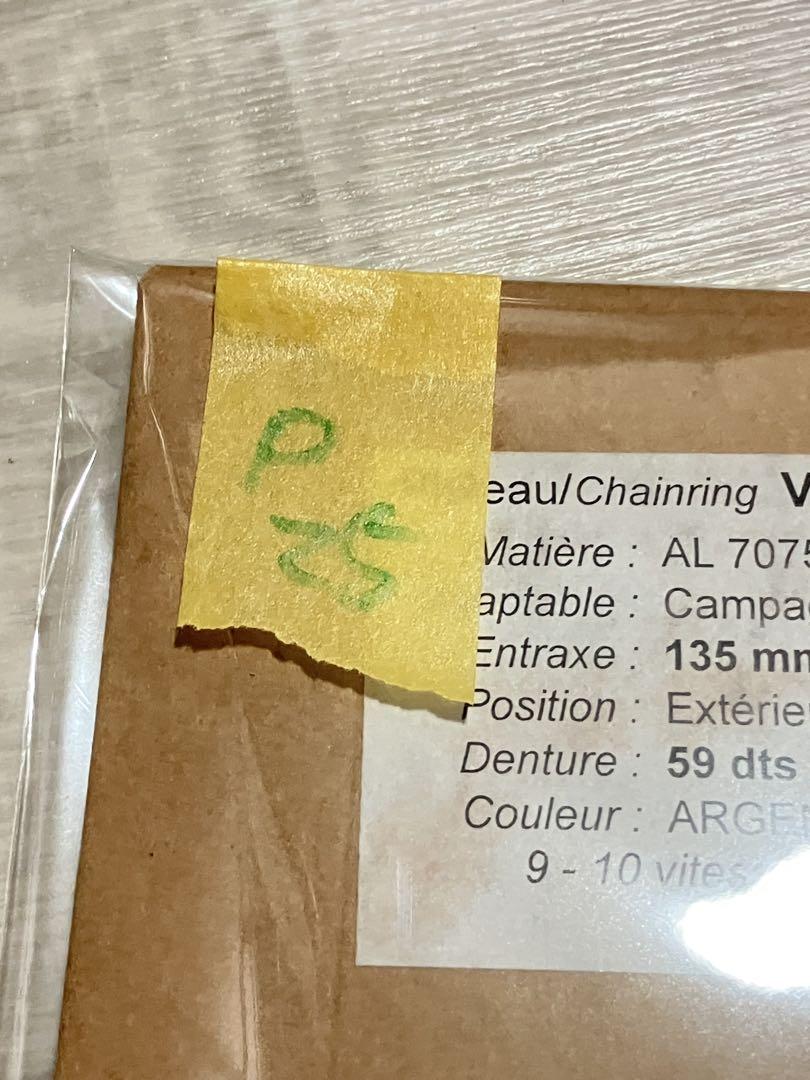 P
25
eau/Chainring V
Matière : AL 7075
aptable : Campa
Entraxe : 135 mm
Position : Extérieu
Denture : 59 dts
Couleur : ARGE
9 - 10 vites